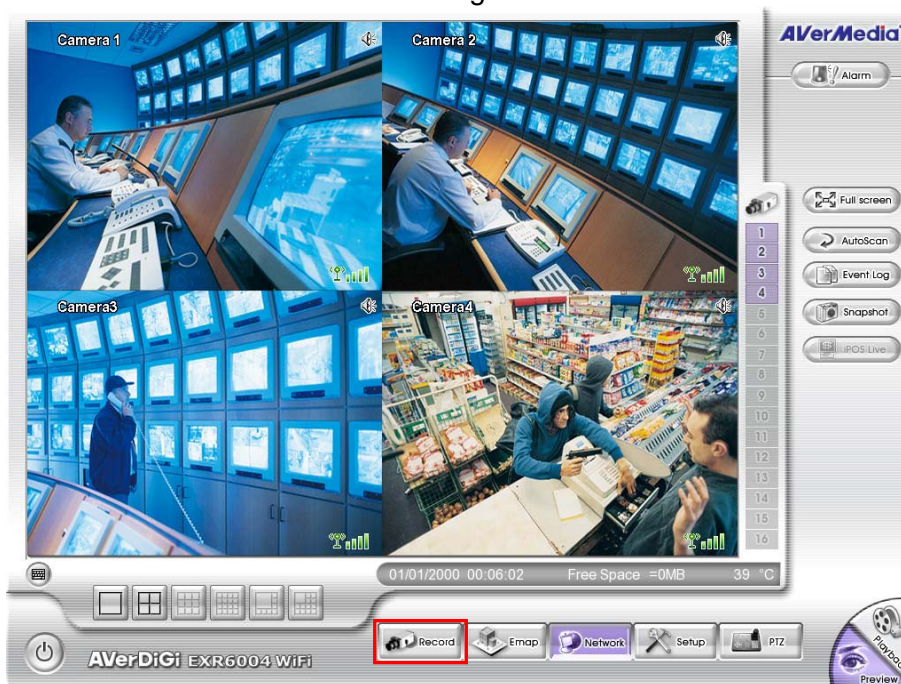 Camera 1
Camera 2
AVerMedia
Alarm
Full screen
1
2
AutoScan
3
Event Log
4
Camera3
Camera4
5
Snapshot
6
7
iPOS Live
8
9
10
11
12
13
14
15
16
01/01/2000 00:06:02 Free Space =0MB 39 °C
Record
Emap
Network
Setup
PTZ
Playback
AVerDiGi EXR6004 WiFi
Preview